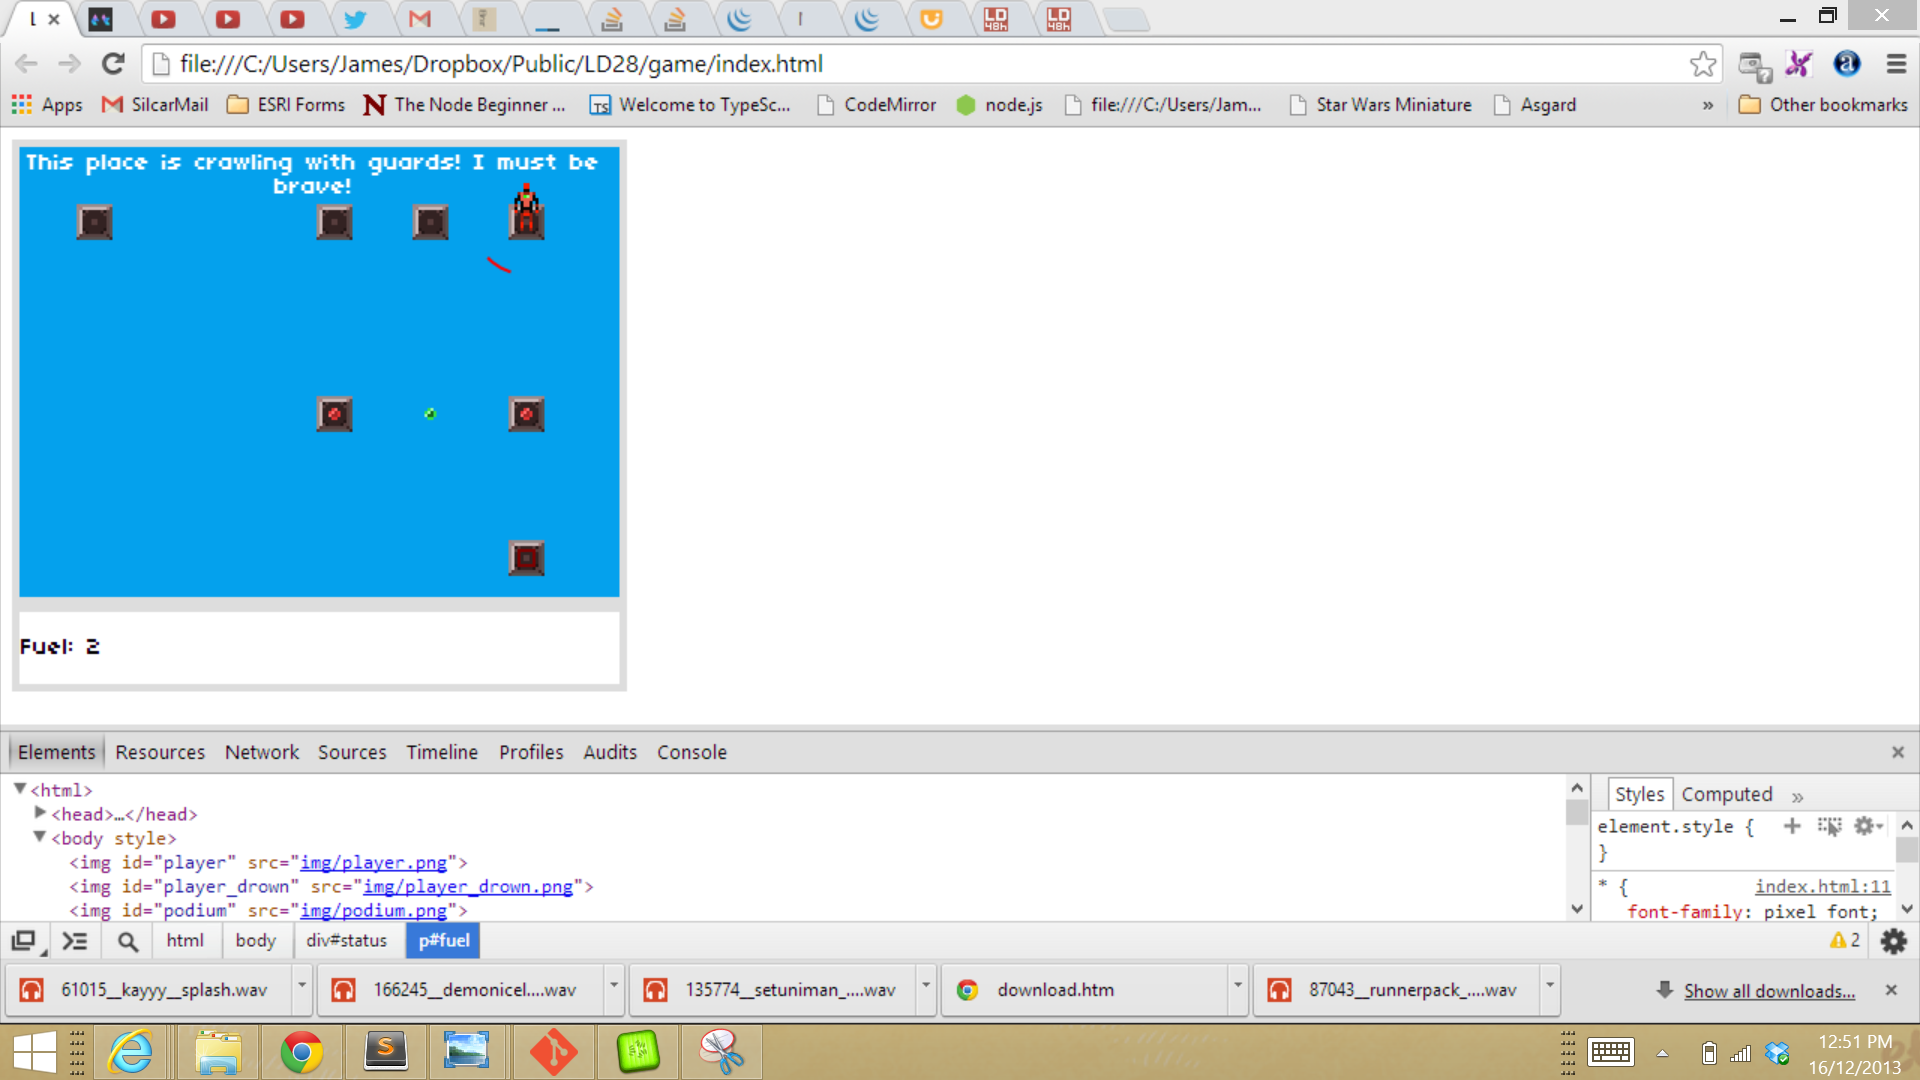 L
file:///C:/Users/James/Dropbox/Public/LD28/game/index.html
Apps SilcarMail ESRI Forms The Node Beginner ... Welcome to TypeSc... CodeMirror node.js file:///C:/Users/Jam... Star Wars Miniature Asgard » Other bookmarks
This place is crawling with guards! I must be
brave!
Fuel: 2
Elements Resources Network Sources Timeline Profiles Audits Console
<html>
<head>…</head>
<body style>
<img id="player" src="img/player.png">
<img id="player_drown" src="img/player_drown.png">
<img id="podium" src="img/podium.png">
Styles Computed »
element.style {
}
* { index.html:11
font-family: pixel font;
html body div#status p#fuel 2
61015__kayyy__splash.wav 166245__demonicel....wav 135774__setuniman_....wav download.htm 87043__runnerpack_....wav Show all downloads...
12:51 PM
16/12/2013